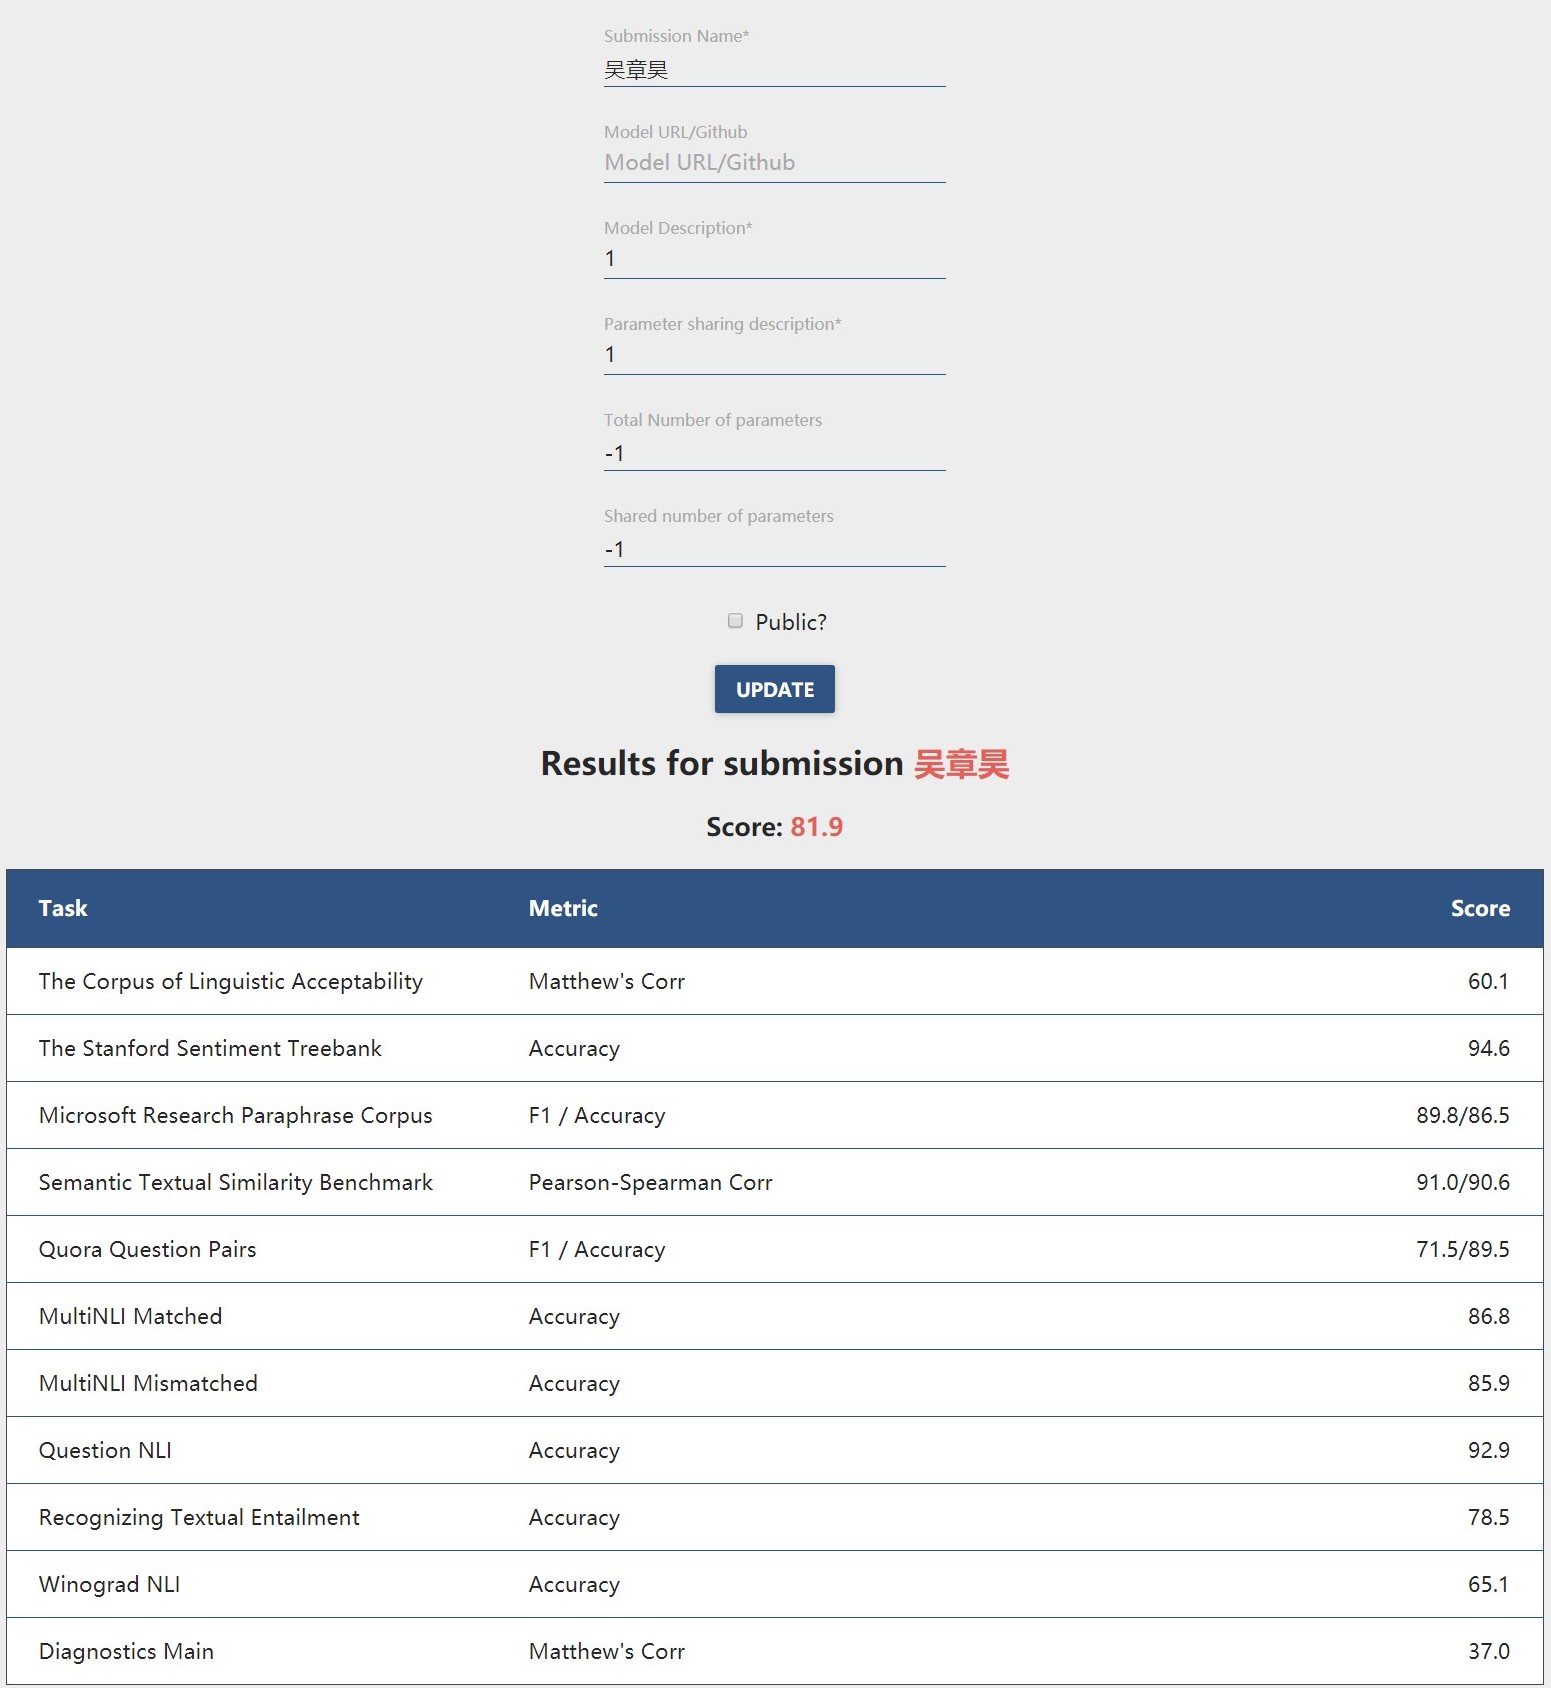 Submission Name*
吴章昊
Model URL/Github
Model URL/Github
Model Description*
1
Parameter sharing description*
1
Total Number of parameters
-1
Shared number of parameters
-1
Public?
UPDATE
Results for submission 吴章昊
Score: 81.9
Task Metric Score
The Corpus of Linguistic Acceptability Matthew's Corr 60.1
The Stanford Sentiment Treebank Accuracy 94.6
Microsoft Research Paraphrase Corpus F1 / Accuracy 89.8/86.5
Semantic Textual Similarity Benchmark Pearson-Spearman Corr 91.0/90.6
Quora Question Pairs F1 / Accuracy 71.5/89.5
MultiNLI Matched Accuracy 86.8
MultiNLI Mismatched Accuracy 85.9
Question NLI Accuracy 92.9
Recognizing Textual Entailment Accuracy 78.5
Winograd NLI Accuracy 65.1
Diagnostics Main Matthew's Corr 37.0